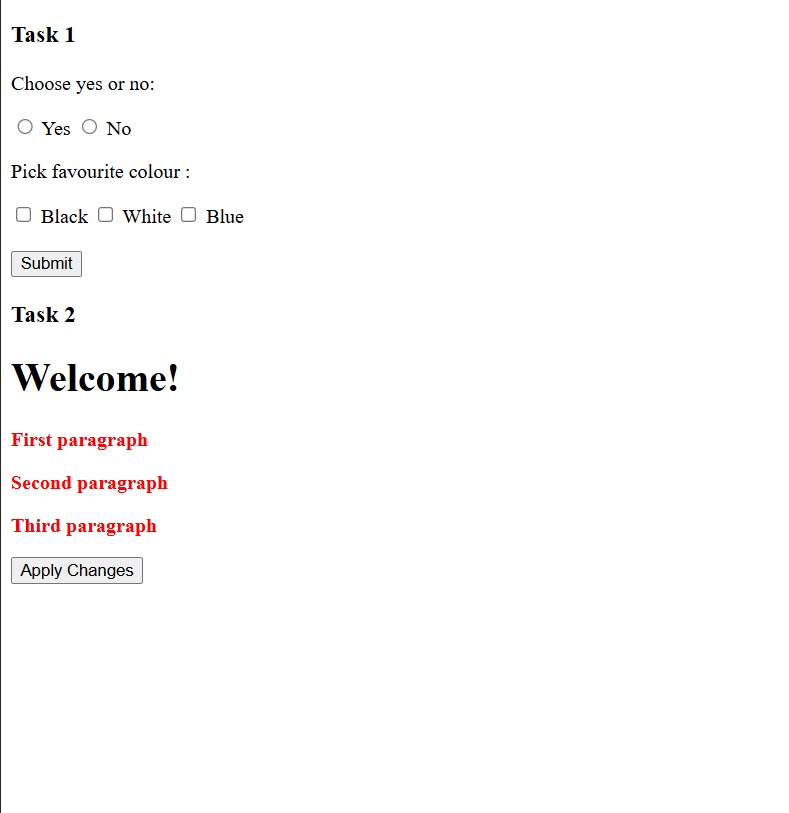 Task 1
Choose yes or no:
Yes No
Pick favourite colour :
Black White Blue
Submit
Task 2
Welcome!
First paragraph
Second paragraph
Third paragraph
Apply Changes